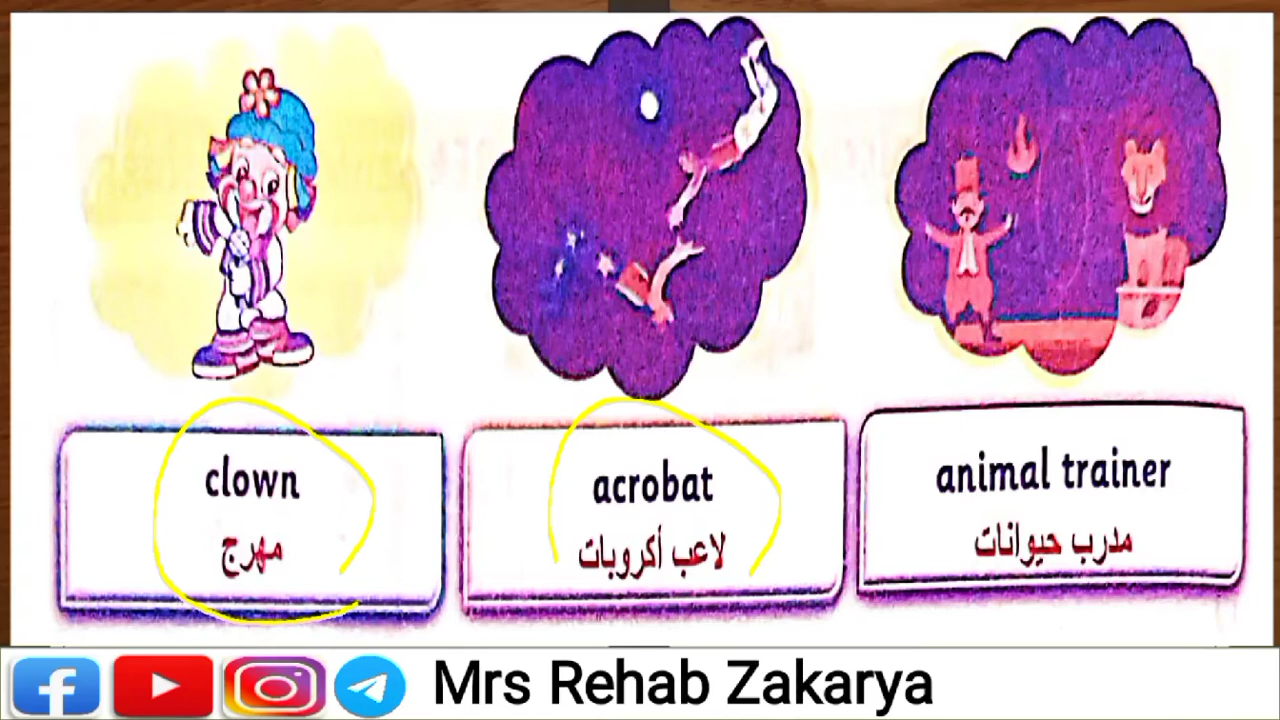 clown
مهرج
acrobat
لاعب أكروبات
animal trainer
مدرب حيوانات
Mrs Rehab Zakarya